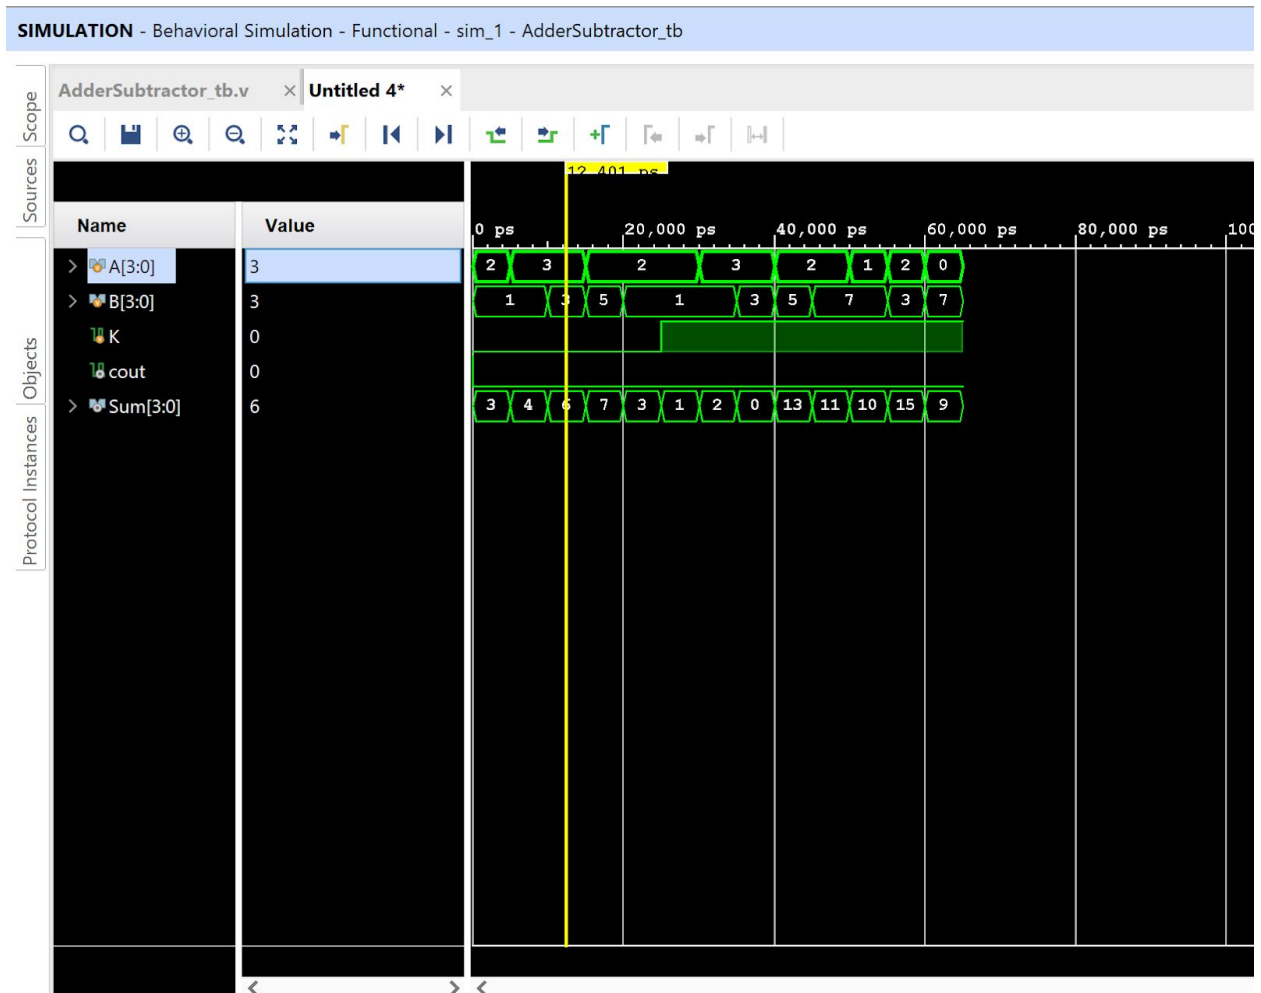 SIMULATION - Behavioral Simulation - Functional - sim_1 - AdderSubtractor_tb
Scope
Sources
Objects
Protocol Instances
AdderSubtractor_tb.v × Untitled 4* ×
12,401 ps
Name Value
0 ps 20,000 ps 40,000 ps 60,000 ps 80,000 ps 100
A[3:0] 3 2 3 2 3 2 1 2 0
B[3:0] 3 1 3 5 1 3 5 7 3 7
K 0
cout 0
Sum[3:0] 6 3 4 6 7 3 1 2 0 13 11 10 15 9